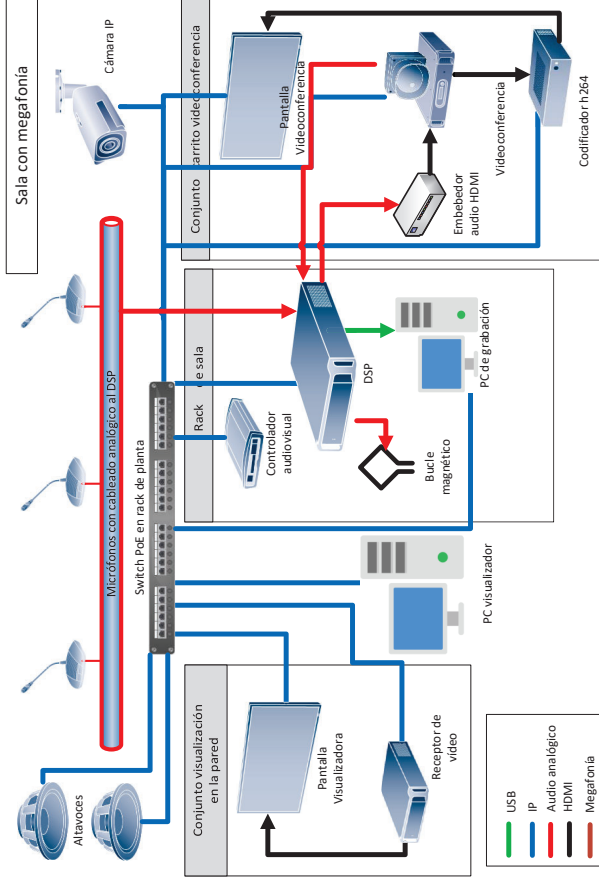 Sala con megafonía
Altavoces
Micrófonos con cableado analógico al DSP
Cámara IP
Switch PoE en rack de planta
Conjunto visualización
en la pared
Pantalla
Visualizadora
Receptor de
vídeo
PC visualizador
Rack de sala
Controlador
audiovisual
DSP
Bucle
magnético
PC de grabación
Conjunto carrito videoconferencia
Pantalla
Videoconferencia
Embebedor
audio HDMI
Videoconferencia
Codificador h264
USB
IP
Audio analógico
HDMI
Megafonía